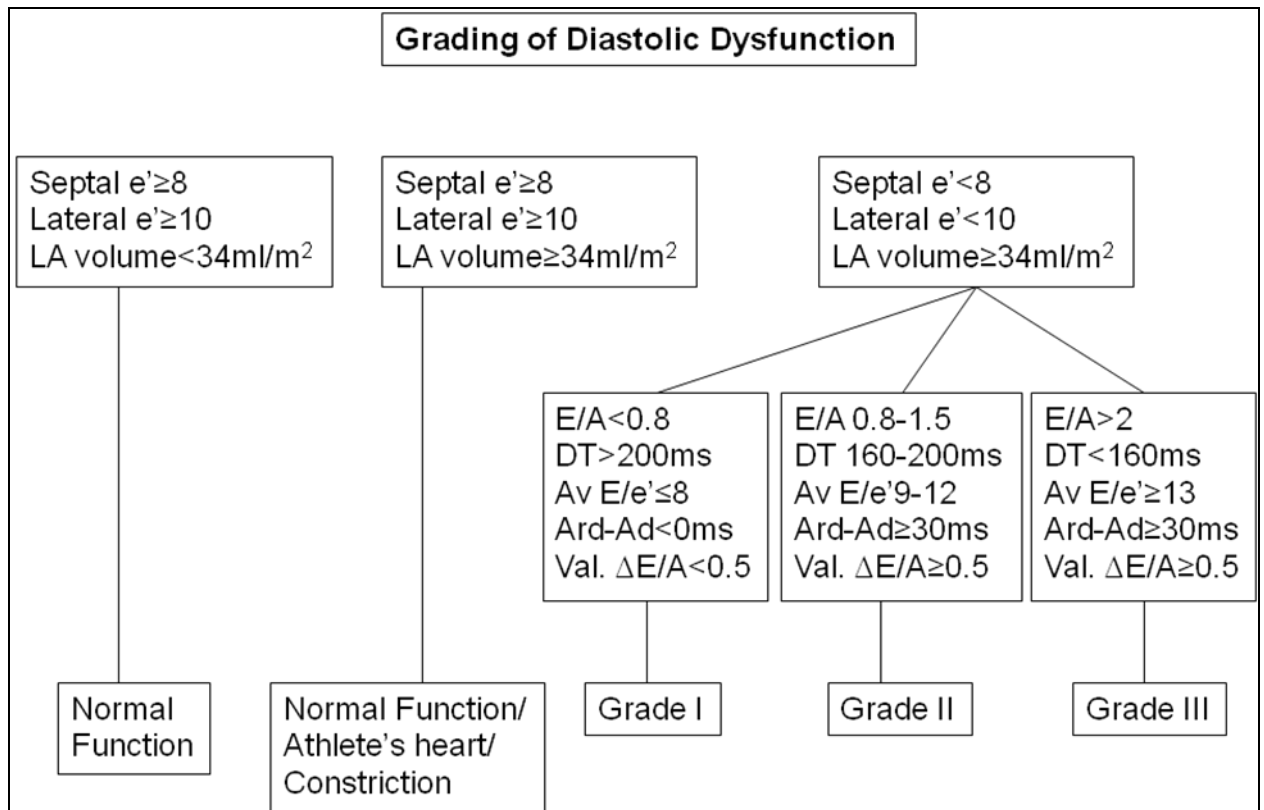 Grading of Diastolic Dysfunction
Septal e'≥8
Lateral e'≥10
LA volume<34ml/m²
Septal e'≥8
Lateral e'≥10
LA volume≥34ml/m²
Septal e'<8
Lateral e'<10
LA volume≥34ml/m²
E/A<0.8
DT>200ms
Av E/e'≤8
Ard-Ad<0ms
Val. ΔE/A<0.5
E/A 0.8-1.5
DT 160-200ms
Av E/e'9-12
Ard-Ad≥30ms
Val. ΔE/A≥0.5
E/A>2
DT<160ms
Av E/e'≥13
Ard-Ad≥30ms
Val. ΔE/A≥0.5
Normal
Function
Normal Function/
Athlete's heart/
Constriction
Grade I
Grade II
Grade III